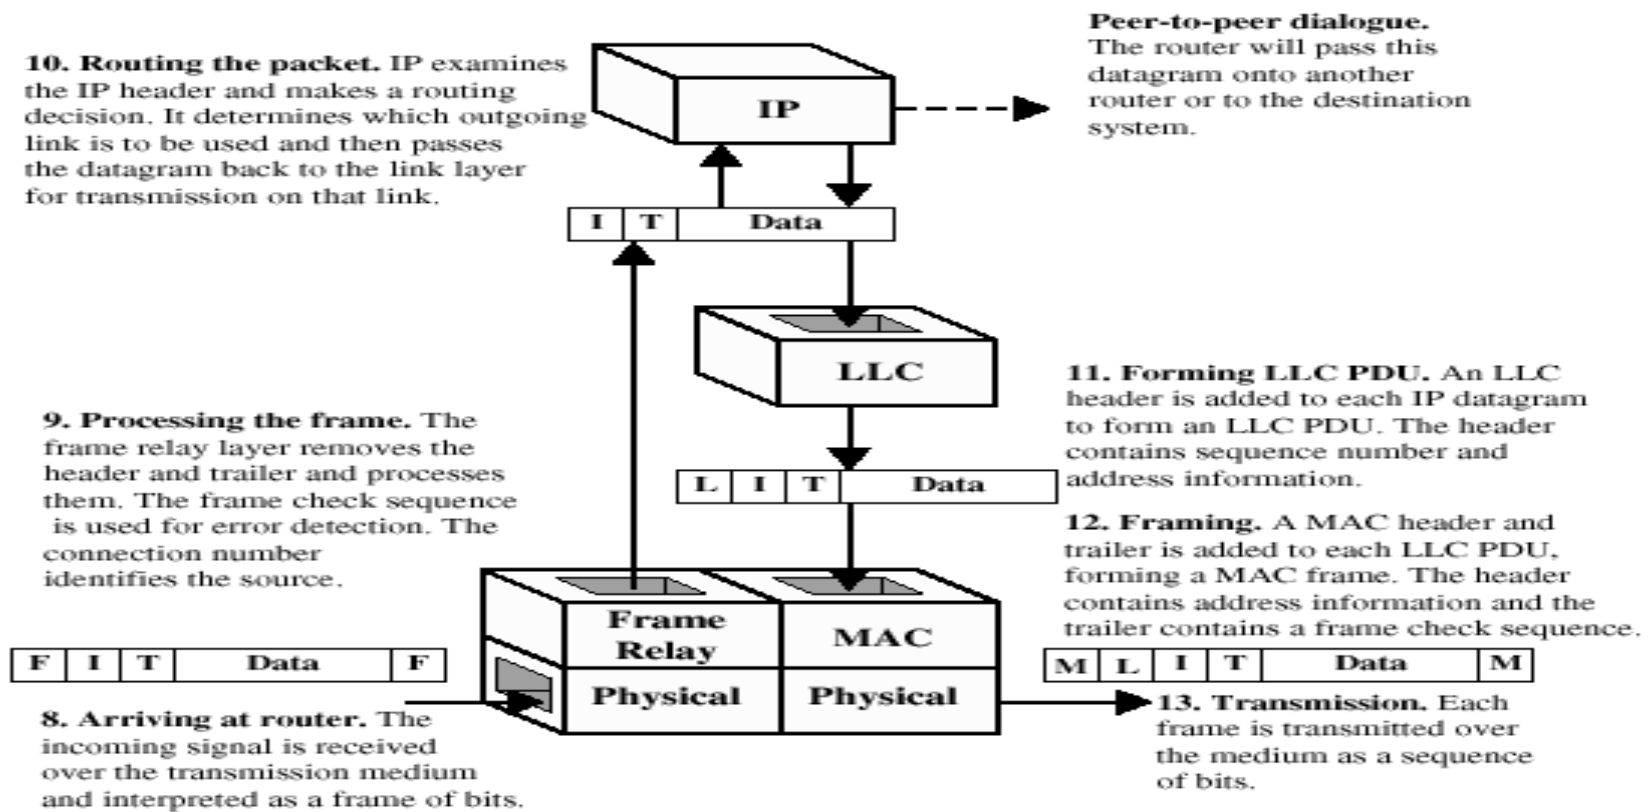 Peer-to-peer dialogue.
The router will pass this
datagram onto another
router or to the destination
system.
10. Routing the packet. IP examines
the IP header and makes a routing
decision. It determines which outgoing
link is to be used and then passes
the datagram back to the link layer
for transmission on that link.
IP
I T Data
LLC
11. Forming LLC PDU. An LLC
header is added to each IP datagram
to form an LLC PDU. The header
contains sequence number and
address information.
9. Processing the frame. The
frame relay layer removes the
header and trailer and processes
them. The frame check sequence
is used for error detection. The
connection number
identifies the source.
L I T Data
12. Framing. A MAC header and
trailer is added to each LLC PDU,
forming a MAC frame. The header
contains address information and the
trailer contains a frame check sequence.
Frame
Relay
MAC
F I T Data F
M L I T Data M
Physical
Physical
8. Arriving at router. The
incoming signal is received
over the transmission medium
and interpreted as a frame of bits.
13. Transmission. Each
frame is transmitted over
the medium as a sequence
of bits.